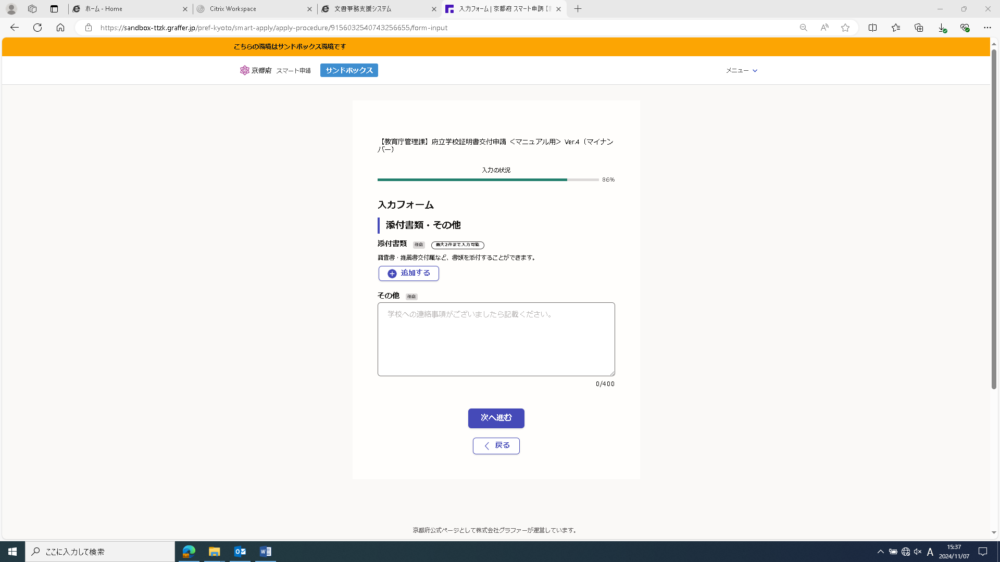 ホーム - Home
Citrix Workspace
文書事務支援システム
入力フォーム | 京都府 スマート申請
https://sandbox-ttzk.graffer.jp/pref-kyoto/smart-apply/apply-procedure/9156032540743256655/form-input
こちらの環境はサンドボックス環境です
京都府 スマート申請 サンドボックス
メニュー
【教育庁管理課】府立学校証明書交付申請 ＜マニュアル用＞ Ver.4（マイナン
バー）
入力の状況
86%
入力フォーム
添付書類・その他
添付書類 任意 最大2件まで入力可能
調査書・推薦書交付願など、書類を添付することができます。
追加する
その他 任意
学校への連絡事項がございましたら記載ください。
0/400
次へ進む
戻る
京都府公式ページとして株式会社グラファーが運営しています。
ここに入力して検索
A
15:37
2024/11/07